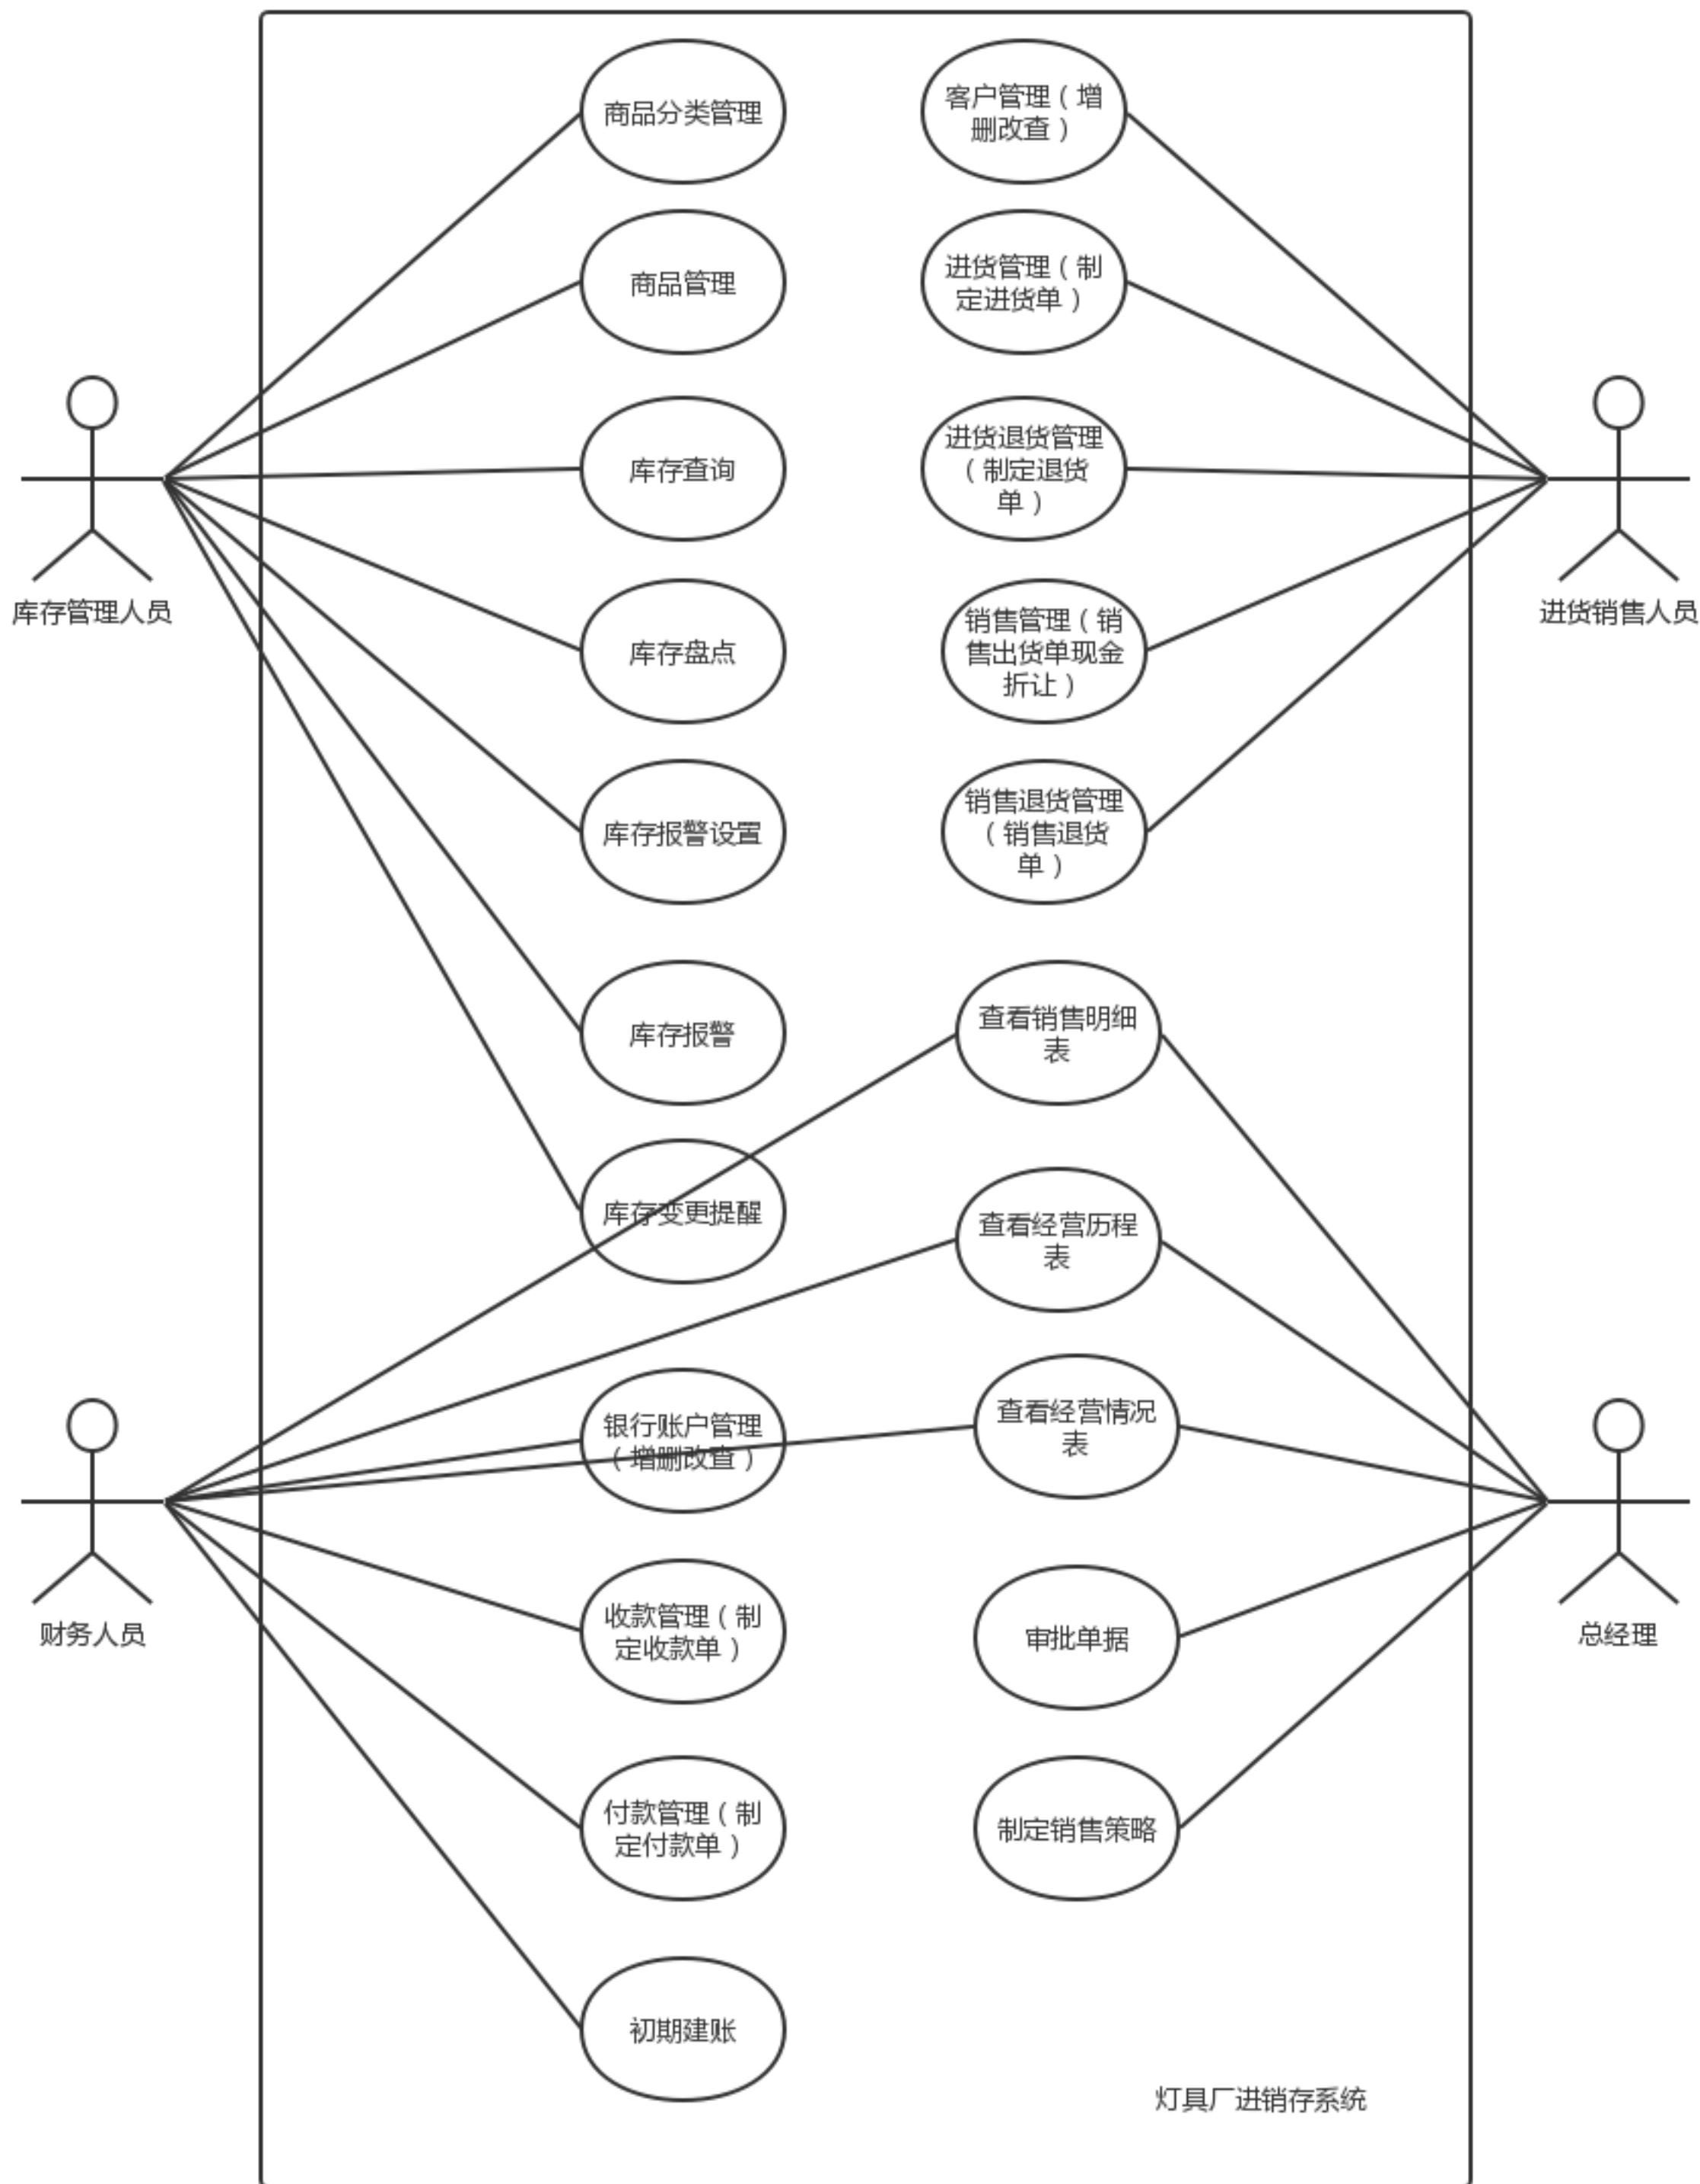 商品分类管理
客户管理（增
删改查）
商品管理
进货管理（制
定进货单）
库存查询
进货退货管理
（制定退货
单）
库存管理人员
进货销售人员
库存盘点
销售管理（销
售出货单现金
折让）
库存报警设置
销售退货管理
（销售退货
单）
库存报警
查看销售明细
表
库存变更提醒
查看经营历程
表
银行账户管理
（增删改查）
查看经营情况
表
财务人员
总经理
收款管理（制
定收款单）
审批单据
付款管理（制
定付款单）
制定销售策略
初期建账
灯具厂进销存系统